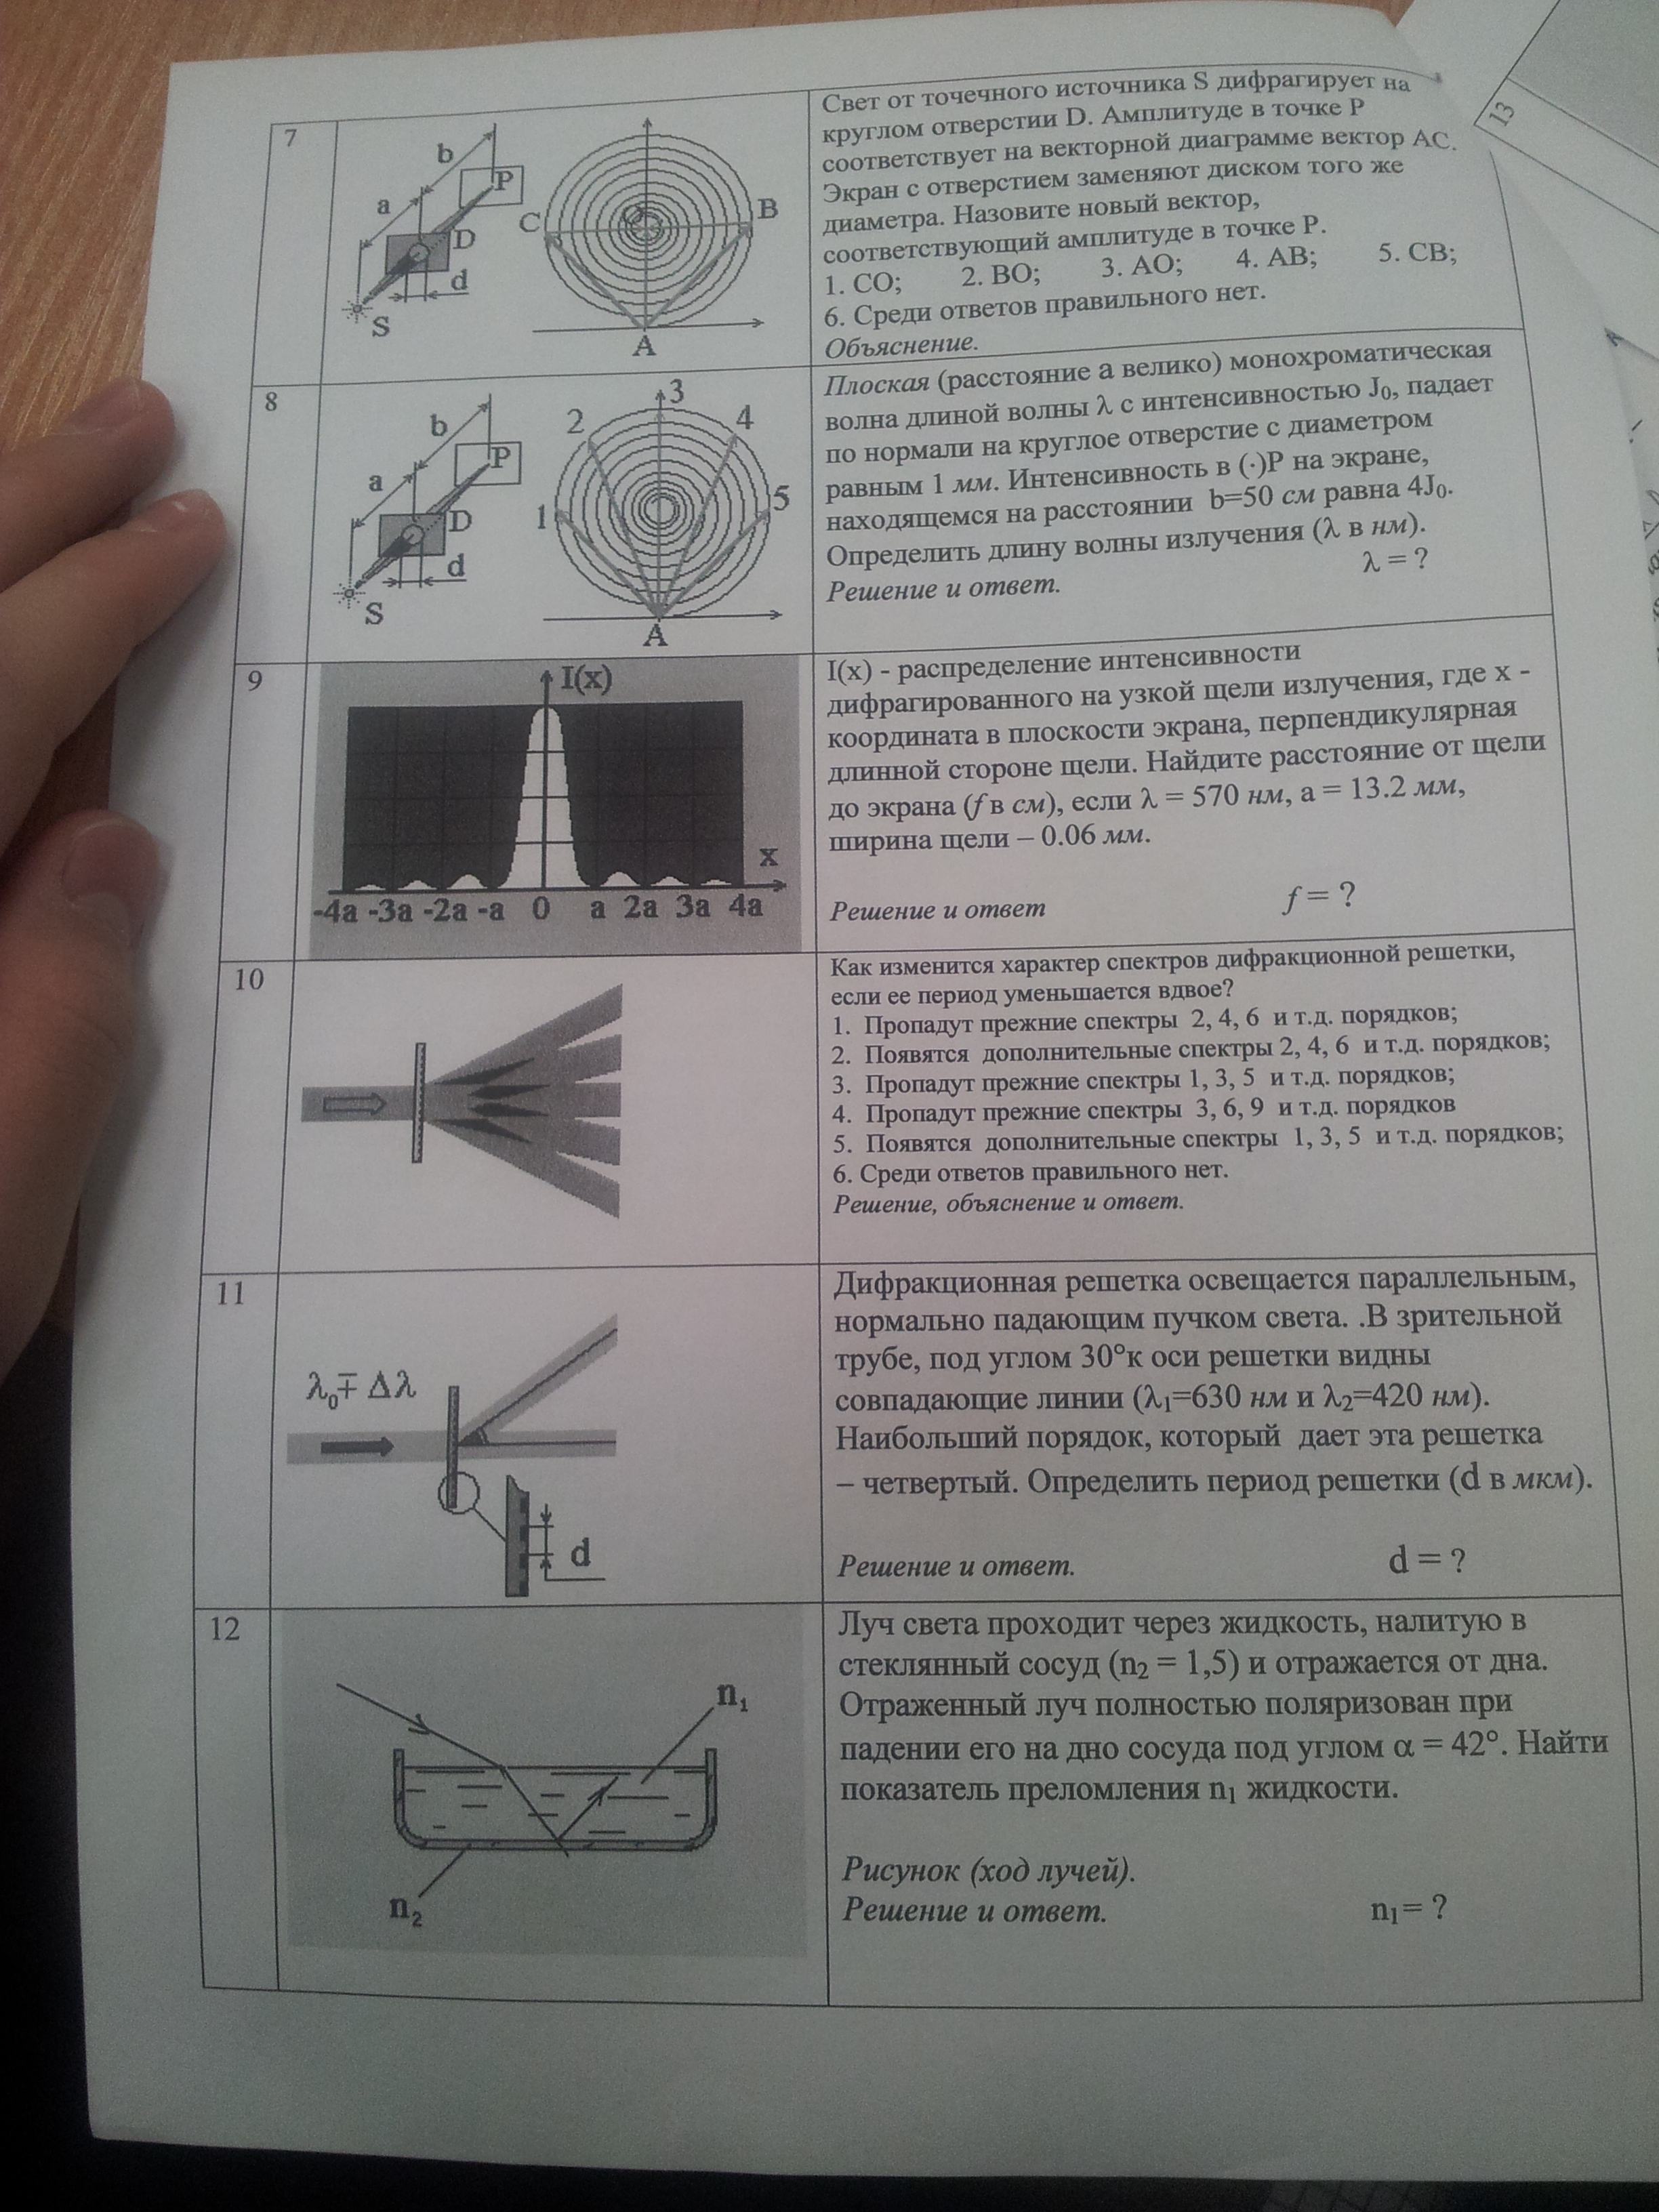 7
b
P
a
D
d
S
C
O
B
A
Свет от точечного источника S дифрагирует на
круглом отверстии D. Амплитуде в точке P
соответствует на векторной диаграмме вектор AC.
Экран с отверстием заменяют диском того же
диаметра. Назовите новый вектор,
соответствующий амплитуде в точке P.
1. CO; 2. BO; 3. AO; 4. AB; 5. CB;
6. Среди ответов правильного нет.
Объяснение.
13
8
b
P
a
D
d
S
1
2
3
4
5
A
Плоская (расстояние a велико) монохроматическая
волна длиной волны λ с интенсивностью J₀, падает
по нормали на круглое отверстие с диаметром
равным 1 мм. Интенсивность в (·)P на экране,
находящемся на расстоянии b=50 см равна 4J₀.
Определить длину волны излучения (λ в нм).
λ = ?
Решение и ответ.
9
I(x)
x
-4a -3a -2a -a 0 a 2a 3a 4a
I(x) - распределение интенсивности
дифрагированного на узкой щели излучения, где x -
координата в плоскости экрана, перпендикулярная
длинной стороне щели. Найдите расстояние от щели
до экрана (f в см), если λ = 570 нм, a = 13.2 мм,
ширина щели – 0.06 мм.
Решение и ответ f = ?
10
Как изменится характер спектров дифракционной решетки,
если ее период уменьшается вдвое?
1. Пропадут прежние спектры 2, 4, 6 и т.д. порядков;
2. Появятся дополнительные спектры 2, 4, 6 и т.д. порядков;
3. Пропадут прежние спектры 1, 3, 5 и т.д. порядков;
4. Пропадут прежние спектры 3, 6, 9 и т.д. порядков
5. Появятся дополнительные спектры 1, 3, 5 и т.д. порядков;
6. Среди ответов правильного нет.
Решение, объяснение и ответ.
11
λ₀∓ Δλ
d
Дифракционная решетка освещается параллельным,
нормально падающим пучком света. .В зрительной
трубе, под углом 30°к оси решетки видны
совпадающие линии (λ₁=630 нм и λ₂=420 нм).
Наибольший порядок, который дает эта решетка
– четвертый. Определить период решетки (d в мкм).
Решение и ответ. d = ?
12
n₁
n₂
Луч света проходит через жидкость, налитую в
стеклянный сосуд (n₂ = 1,5) и отражается от дна.
Отраженный луч полностью поляризован при
падении его на дно сосуда под углом α = 42°. Найти
показатель преломления n₁ жидкости.
Рисунок (ход лучей).
Решение и ответ. n₁= ?